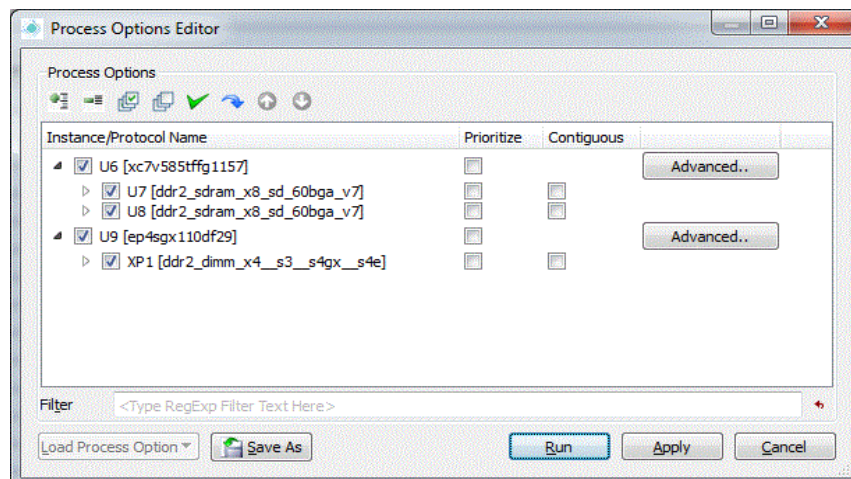 Process Options Editor
Process Options
Instance/Protocol Name Prioritize Contiguous
U6 [xc7v585tffg1157] Advanced..
U7 [ddr2_sdram_x8_sd_60bga_v7]
U8 [ddr2_sdram_x8_sd_60bga_v7]
U9 [ep4sgx110df29] Advanced..
XP1 [ddr2_dimm_x4__s3__s4gx__s4e]
Filter <Type RegExp Filter Text Here>
Load Process Option Save As Run Apply Cancel